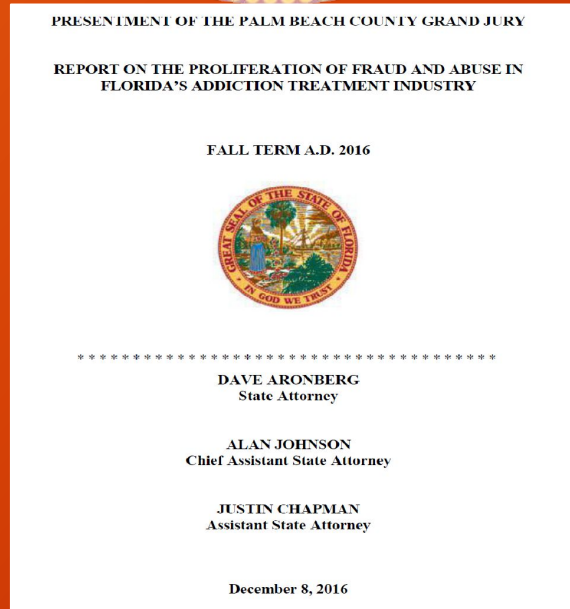 PRESENTMENT OF THE PALM BEACH COUNTY GRAND JURY
REPORT ON THE PROLIFERATION OF FRAUD AND ABUSE IN
FLORIDA'S ADDICTION TREATMENT INDUSTRY
FALL TERM A.D. 2016
GREAT SEAL OF THE STATE OF FLORIDA
IN GOD WE TRUST
* * * * * * * * * * * * * * * * * * * * * * * * * * * * * * * * * * * * * *
DAVE ARONBERG
State Attorney
ALAN JOHNSON
Chief Assistant State Attorney
JUSTIN CHAPMAN
Assistant State Attorney
December 8, 2016